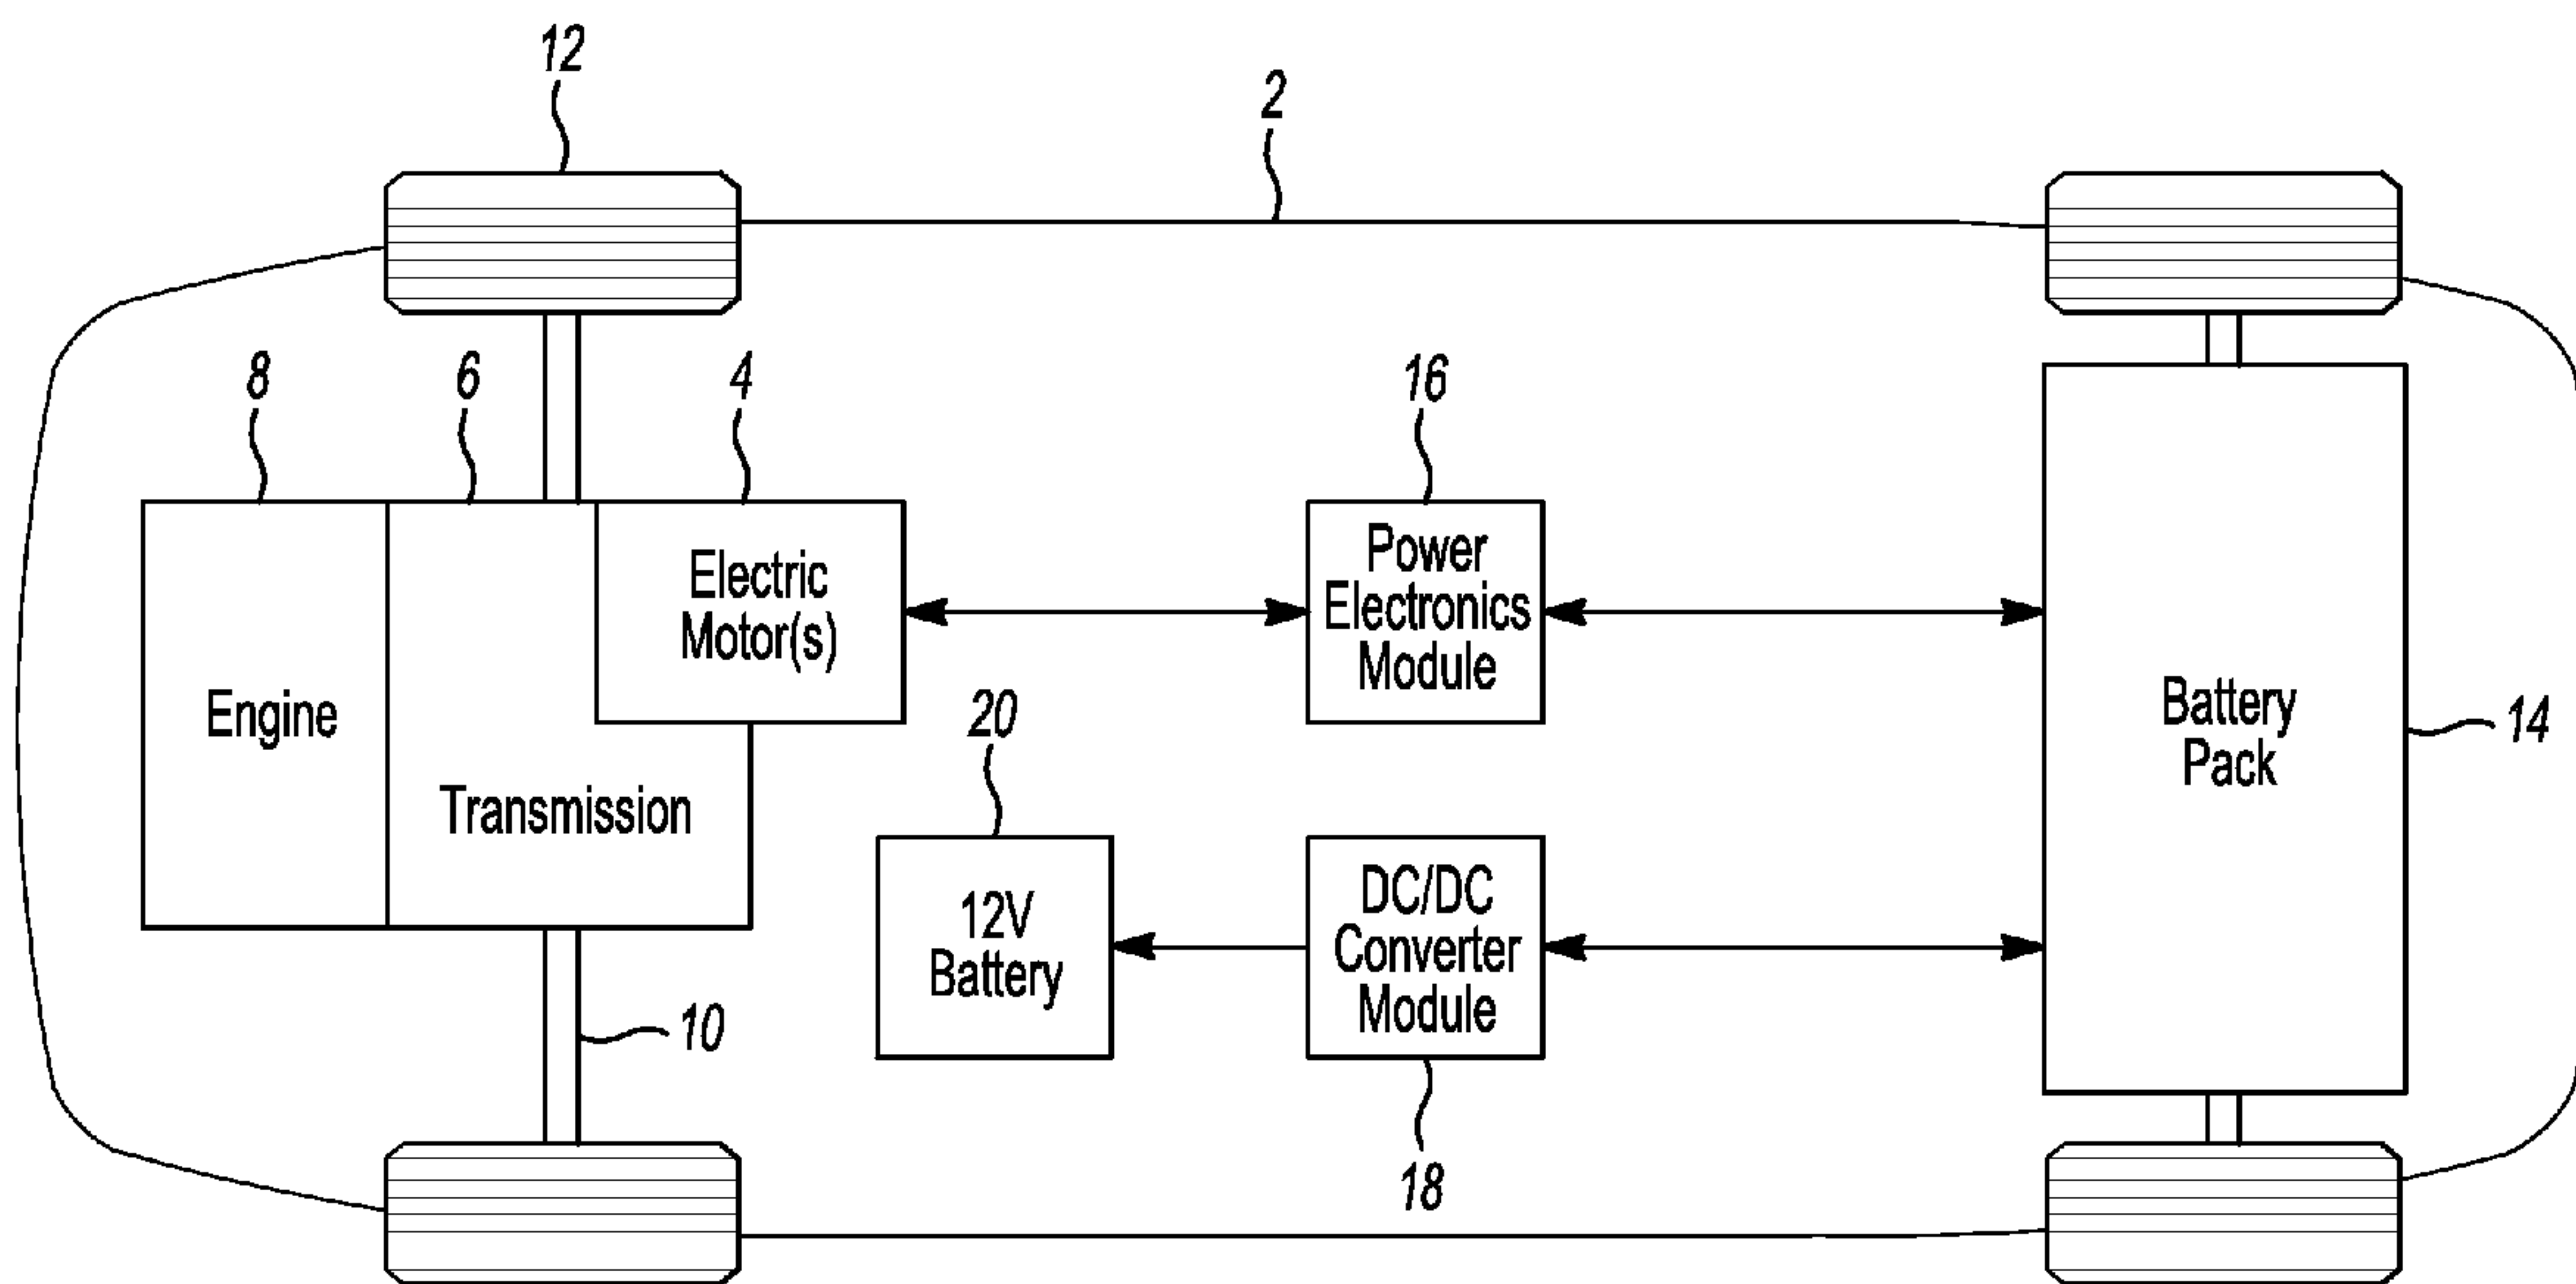 12
2
8
6
4
16
Electric
Motor(s)
Power
Electronics
Module
Engine
Transmission
20
12V
Battery
DC/DC
Converter
Module
Battery
Pack
14
10
18